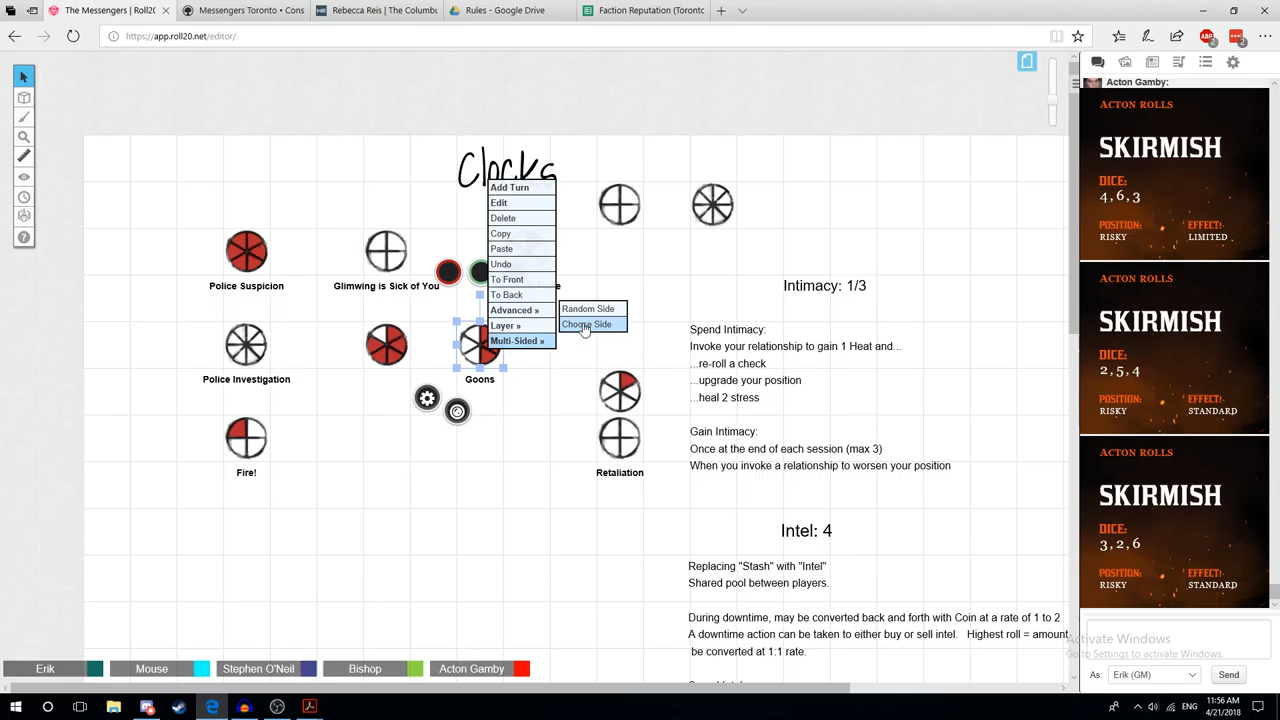 The Messengers | Roll20
Messengers Toronto • Cons
Rebecca Reis | The Columbu
Rules - Google Drive
Faction Reputation (Toronto
https://app.roll20.net/editor/
ABP
2
2
Acton Gamby:
ACTON ROLLS
SKIRMISH
DICE:
4, 6, 3
POSITION:
EFFECT:
RISKY
LIMITED
ACTON ROLLS
SKIRMISH
DICE:
2, 5, 4
POSITION:
EFFECT:
RISKY
STANDARD
ACTON ROLLS
SKIRMISH
DICE:
3, 2, 6
POSITION:
EFFECT:
RISKY
STANDARD
Clocks
Add Turn
Edit
Delete
Copy
Paste
Undo
To Front
To Back
Advanced »
Layer »
Multi-Sided »
Random Side
Choose Side
Police Suspicion
Glimwing is Sick of You
Police Investigation
Goons
Fire!
Retaliation
Intimacy: 1/3
Spend Intimacy:
Invoke your relationship to gain 1 Heat and...
...re-roll a check
...upgrade your position
...heal 2 stress
Gain Intimacy:
Once at the end of each session (max 3)
When you invoke a relationship to worsen your position
Intel: 4
Replacing "Stash" with "Intel"
Shared pool between players.
During downtime, may be converted back and forth with Coin at a rate of 1 to 2
A downtime action can be taken to either buy or sell intel. Highest roll = amount
be converted at 1:1 rate.
Activate Windows
Go to Settings to activate Windows.
As:
Erik (GM)
Send
Erik
Mouse
Stephen O'Neil
Bishop
Acton Gamby
ENG
11:56 AM
4/21/2018